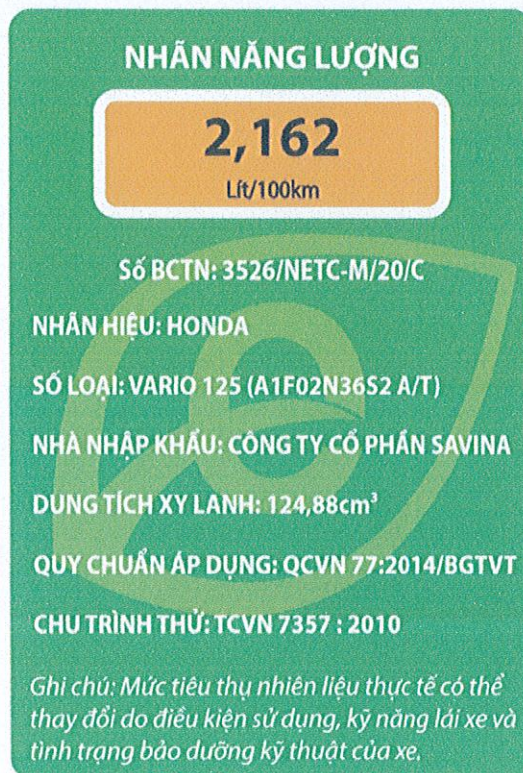 NHÃN NĂNG LƯỢNG
2,162
Lít/100km
Số BCTN: 3526/NETC-M/20/C
NHÃN HIỆU: HONDA
SỐ LOẠI: VARIO 125 (A1F02N36S2 A/T)
NHÀ NHẬP KHẨU: CÔNG TY CỔ PHẦN SAVINA
DUNG TÍCH XY LANH: 124,88cm³
QUY CHUẨN ÁP DỤNG: QCVN 77:2014/BGTVT
CHU TRÌNH THỬ: TCVN 7357 : 2010
Ghi chú: Mức tiêu thụ nhiên liệu thực tế có thể
thay đổi do điều kiện sử dụng, kỹ năng lái xe và
tình trạng bảo dưỡng kỹ thuật của xe.